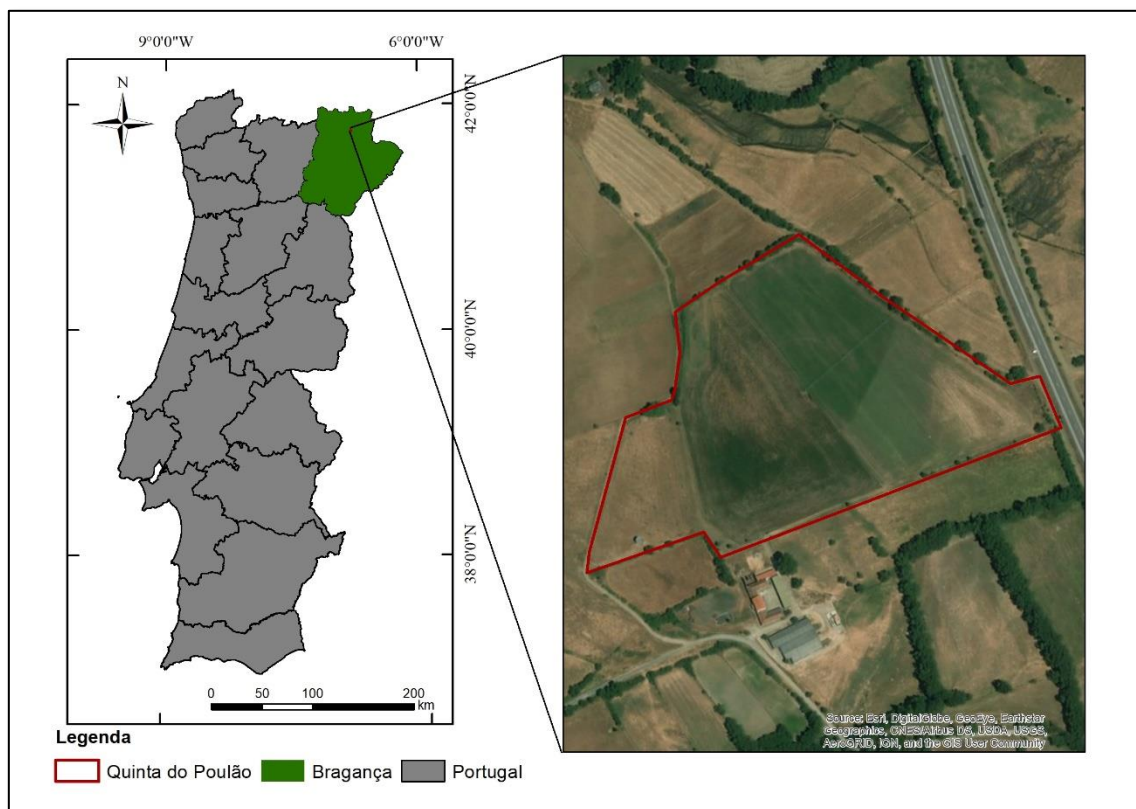 9°0'0"W
6°0'0"W
N
42°0'0"N
40°0'0"N
38°0'0"N
0 50 100 200
km
Source: Esri, DigitalGlobe, GeoEye, Earthstar
Geographics, CNES/Airbus DS, USDA, USGS,
AeroGRID, IGN, and the GIS User Community
Legenda
Quinta do Poulão Bragança Portugal